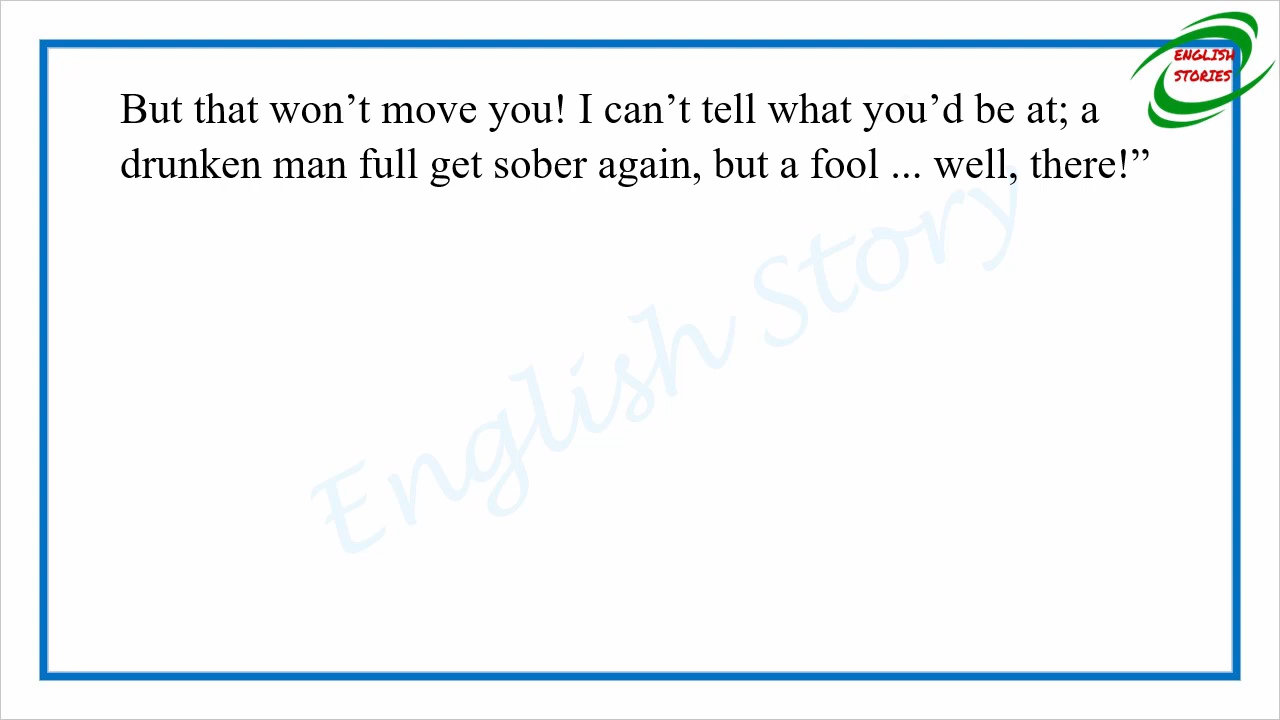 ENGLISH
STORIES
But that won’t move you! I can’t tell what you’d be at; a
drunken man full get sober again, but a fool ... well, there!”
English Story